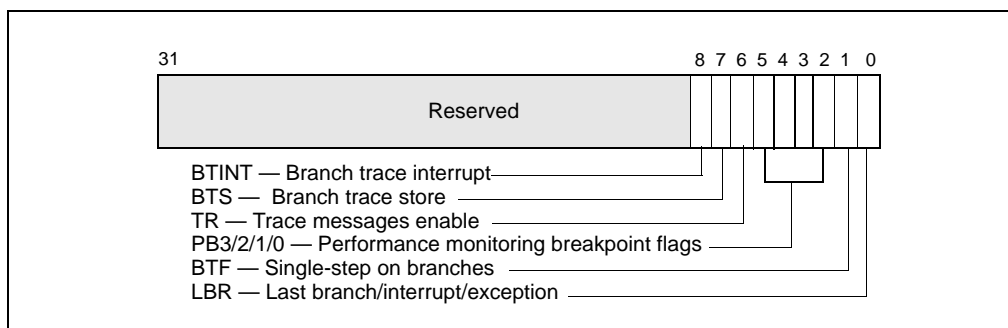 31 8 7 6 5 4 3 2 1 0
Reserved
BTINT — Branch trace interrupt
BTS — Branch trace store
TR — Trace messages enable
PB3/2/1/0 — Performance monitoring breakpoint flags
BTF — Single-step on branches
LBR — Last branch/interrupt/exception